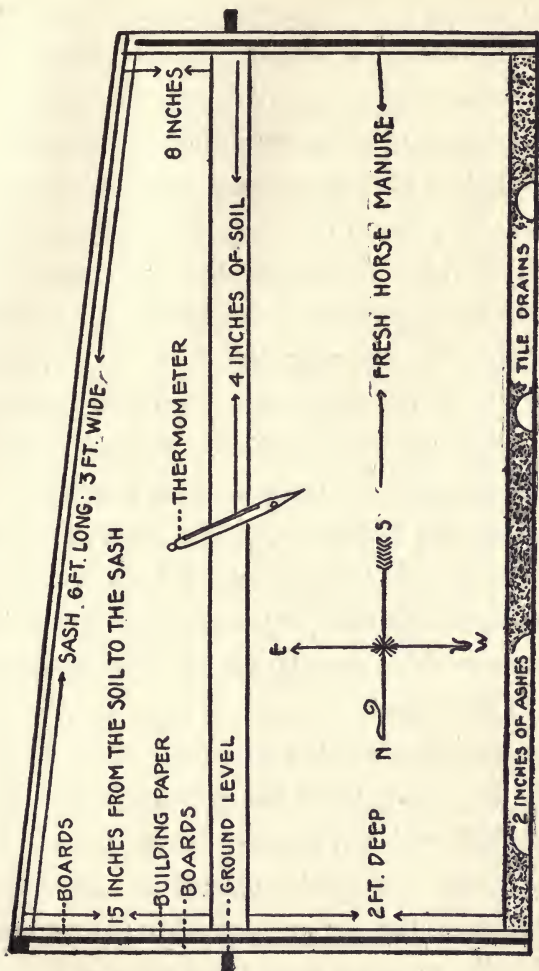 SASH. 6 FT. LONG; 3 FT. WIDE,
BOARDS
15 INCHES FROM THE SOIL TO THE SASH
8 INCHES
BUILDING PAPER
THERMOMETER
BOARDS
GROUND LEVEL
4 INCHES OF SOIL
E
N
S
W
2 FT. DEEP
FRESH HORSE MANURE
2 INCHES OF ASHES
TILE DRAINS